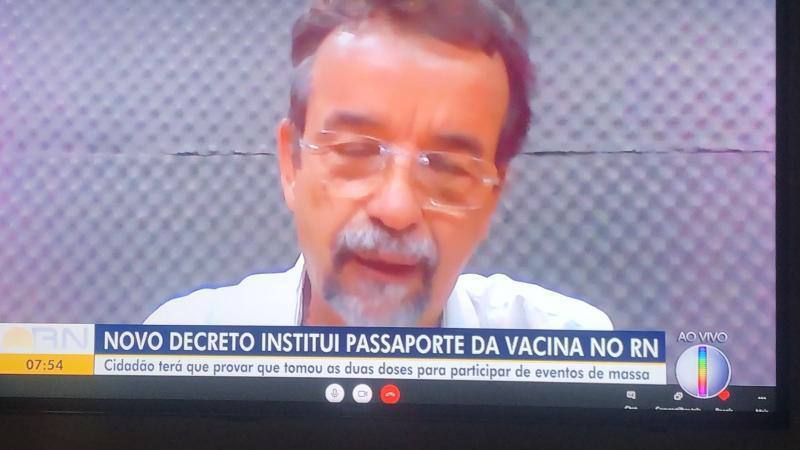 AO VIVO
RN
NOVO DECRETO INSTITUI PASSAPORTE DA VACINA NO RN
07:54
Cidadão terá que provar que tomou as duas doses para participar de eventos de massa